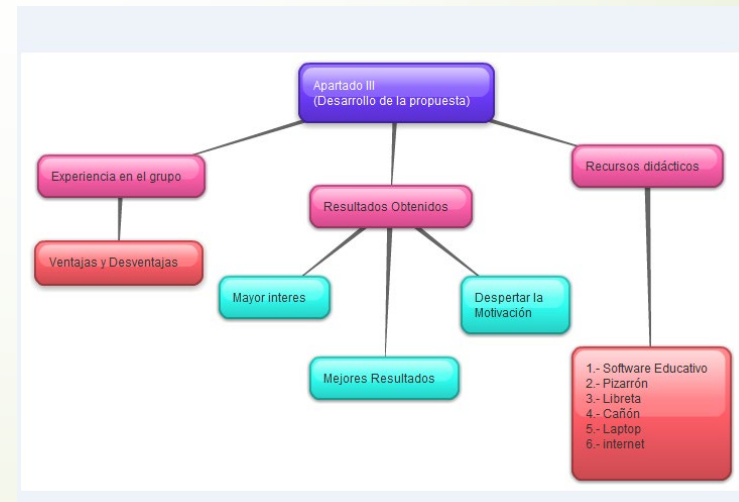 Apartado III
(Desarrollo de la propuesta)
Experiencia en el grupo
Recursos didácticos
Resultados Obtenidos
Ventajas y Desventajas
Mayor interes
Despertar la
Motivación
Mejores Resultados
1.- Software Educativo
2.- Pizarrón
3.- Libreta
4.- Cañón
5.- Laptop
6.- internet